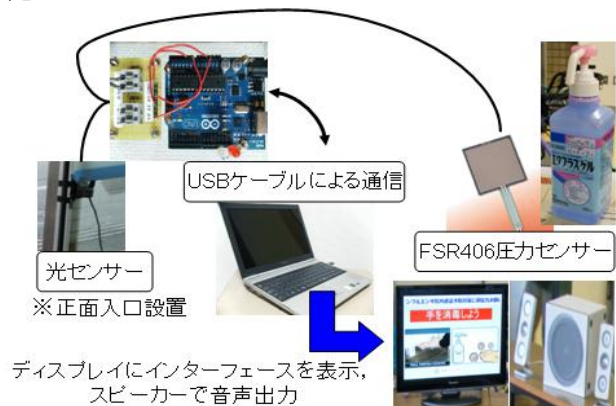 USBケーブルによる通信
光センサー
※正面入口設置
FSR406圧力センサー
手を消毒しよう
ディスプレイにインターフェースを表示,
スピーカーで音声出力